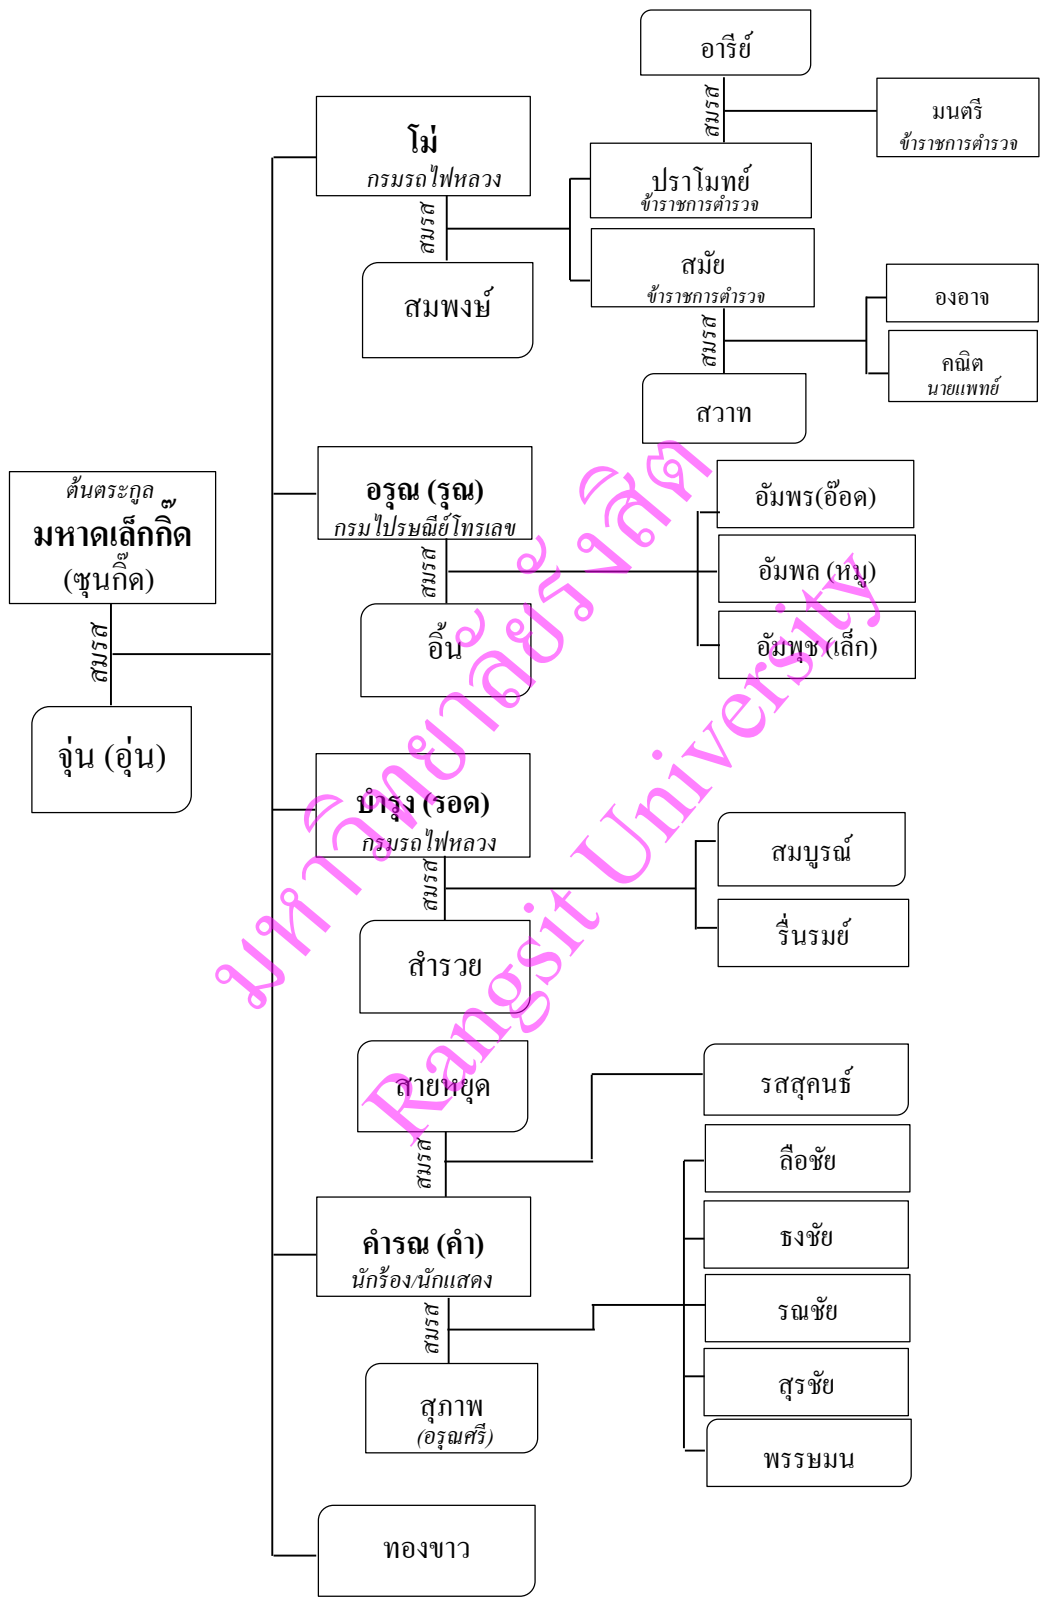 อารีย์
สมรส
มนตรี
ข้าราชการตำรวจ
โม่
กรมรถไฟหลวง
ปราโมทย์
ข้าราชการตำรวจ
สมรส
สมัย
ข้าราชการตำรวจ
สมพงษ์
องอาจ
สมรส
คณิต
นายแพทย์
สวาท
ต้นตระกูล
มหาดเล็กกิ๊ด
(ซุนกิ๊ด)
อรุณ (รุณ)
กรมไปรษณีย์โทรเลข
อัมพร(อ๊อด)
สมรส
อัมพล (หมู)
อิ้น
อัมพุช (เล็ก)
สมรส
จุ่น (อุ่น)
บำรุง (รอด)
กรมรถไฟหลวง
สมรส
สมบูรณ์
รื่นรมย์
สำรวย
สายหยุด
รสสุคนธ์
สมรส
ลือชัย
คำรณ (คำ)
นักร้อง/นักแสดง
ธงชัย
สมรส
รณชัย
สุภาพ
(อรุณศรี)
สุรชัย
พรรษมน
ทองขาว
มหาวิทยาลัยรังสิต
Rangsit University